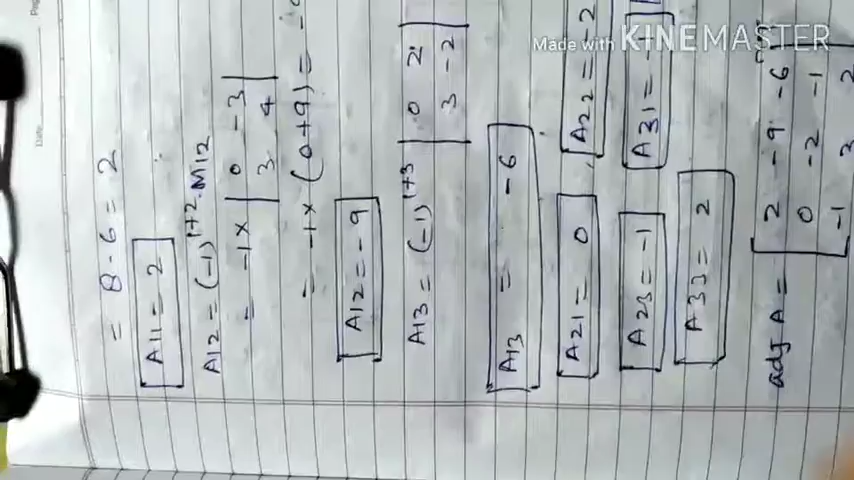 = 8 - 6 = 2
A11 = 2
A12 = (-1)^1+2 . M12
= -1 x | 0 -3 |
| 3 4 |
= -1 x (0+9) =
A12 = -9
A13 = (-1)^1+3 | 0 2 |
| 3 -2 |
A13 = -6
A21 = 0 , A22 = -2
A23 = -1 A31 = -
A33 = 2
adj A = [ 2 -9 -6 ]
0 -2 -1
-1 2
Made with KINEMASTER
Date